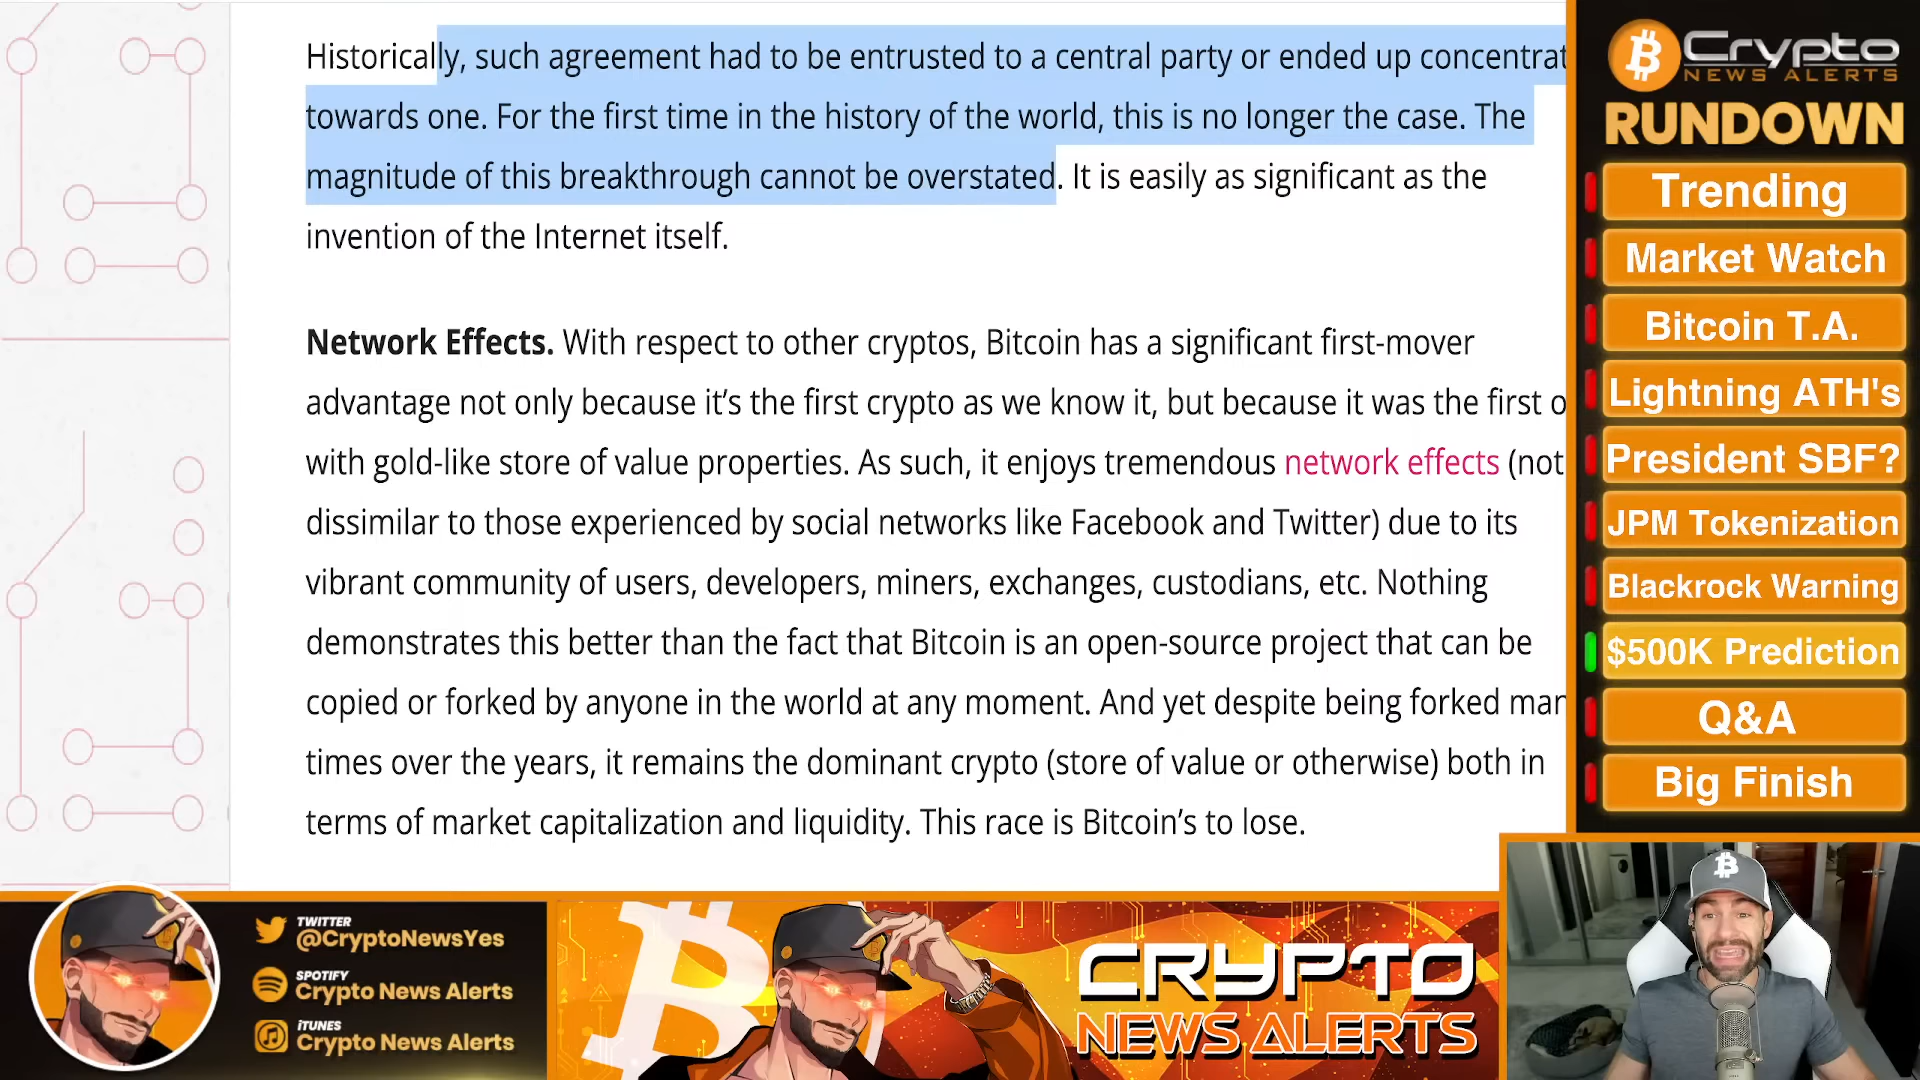 Historically, such agreement had to be entrusted to a central party or ended up concentrat
towards one. For the first time in the history of the world, this is no longer the case. The
magnitude of this breakthrough cannot be overstated. It is easily as significant as the
invention of the Internet itself.
Network Effects. With respect to other cryptos, Bitcoin has a significant first-mover
advantage not only because it’s the first crypto as we know it, but because it was the first o
with gold-like store of value properties. As such, it enjoys tremendous network effects (not
dissimilar to those experienced by social networks like Facebook and Twitter) due to its
vibrant community of users, developers, miners, exchanges, custodians, etc. Nothing
demonstrates this better than the fact that Bitcoin is an open-source project that can be
copied or forked by anyone in the world at any moment. And yet despite being forked man
times over the years, it remains the dominant crypto (store of value or otherwise) both in
terms of market capitalization and liquidity. This race is Bitcoin’s to lose.
Crypto
NEWS ALERTS
RUNDOWN
Trending
Market Watch
Bitcoin T.A.
Lightning ATH's
President SBF?
JPM Tokenization
Blackrock Warning
$500K Prediction
Q&A
Big Finish
TWITTER
@CryptoNewsYes
SPOTIFY
Crypto News Alerts
iTUNES
Crypto News Alerts
CRYPTO
NEWS ALERTS